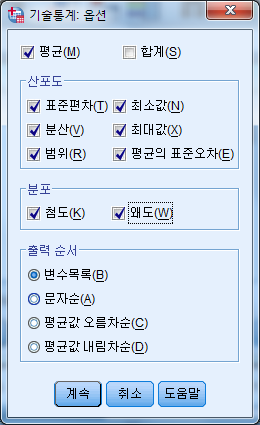 기술통계: 옵션
평균(M) 합계(S)
산포도
표준편차(T) 최소값(N)
분산(V) 최대값(X)
범위(R) 평균의 표준오차(E)
분포
첨도(K) 왜도(W)
출력 순서
변수목록(B)
문자순(A)
평균값 오름차순(C)
평균값 내림차순(D)
계속 취소 도움말